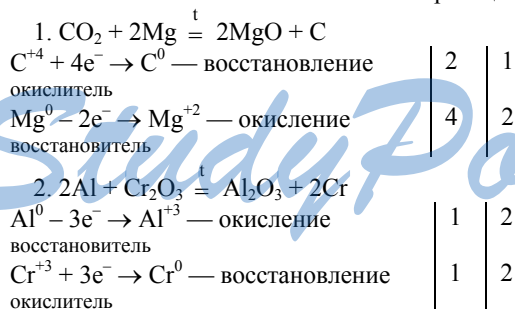 1. CO₂ + 2Mg =ᵗ 2MgO + C
C⁺⁴ + 4e⁻ → C⁰ — восстановление 2 1
окислитель
Mg⁰ – 2e⁻ → Mg⁺² — окисление 4 2
восстановитель
2. 2Al + Cr₂O₃ =ᵗ Al₂O₃ + 2Cr
Al⁰ – 3e⁻ → Al⁺³ — окисление 1 2
восстановитель
Cr⁺³ + 3e⁻ → Cr⁰ — восстановление 1 2
окислитель
StudyPo